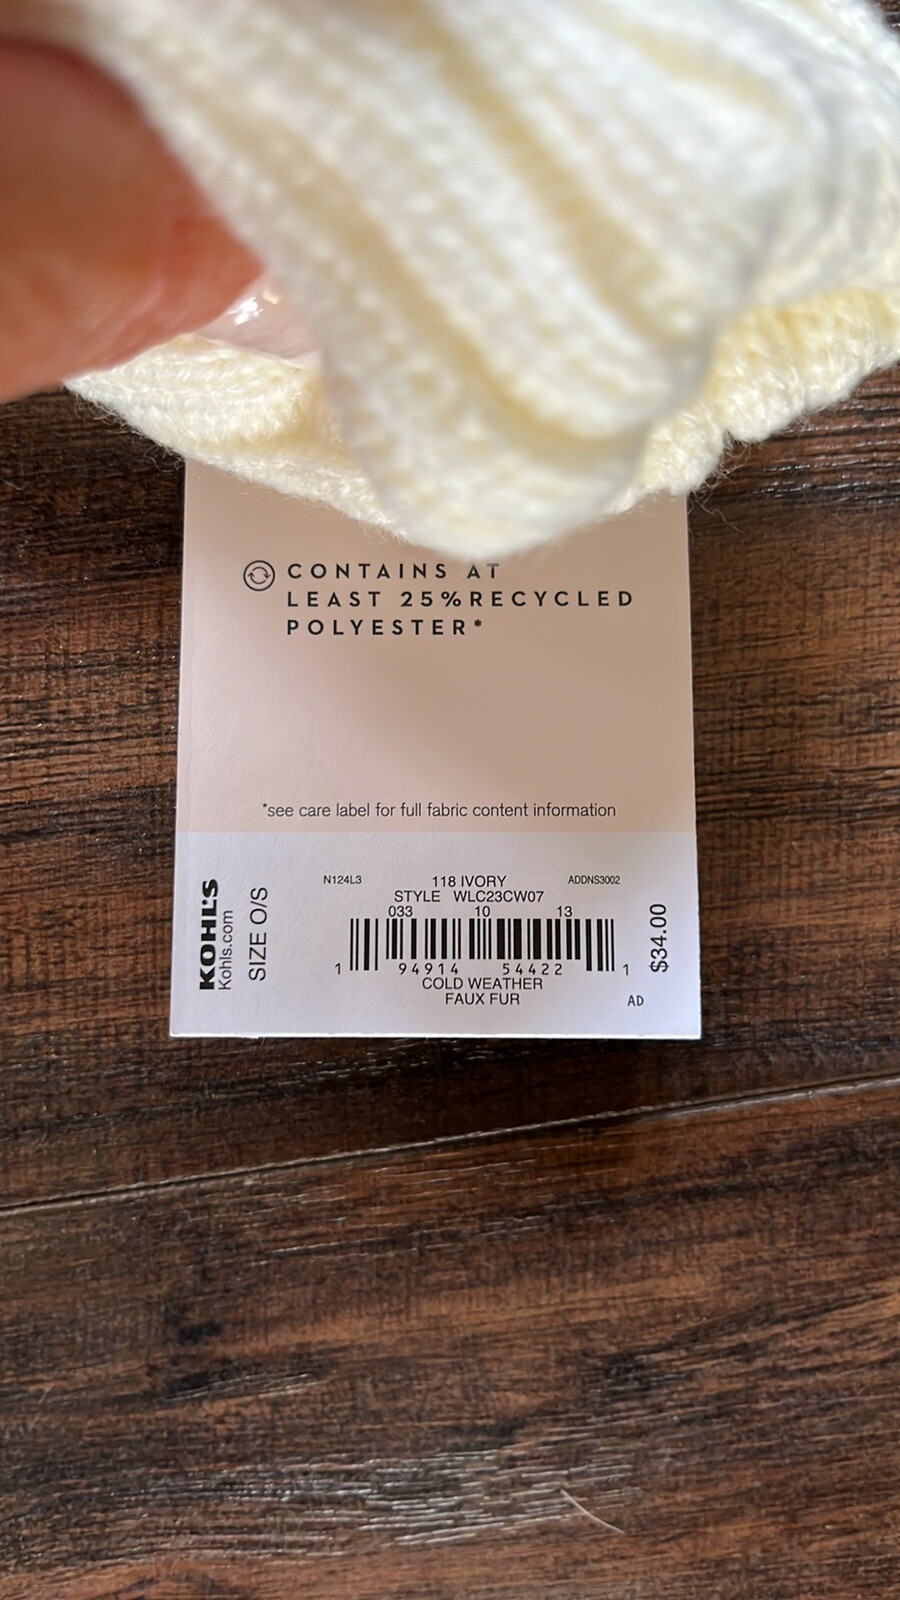 CONTAINS AT
LEAST 25% RECYCLED
POLYESTER*
*see care label for full fabric content information
KOHL'S
Kohls.com
SIZE O/S
N124L3 118 IVORY ADDNS3002
STYLE WLC23CW07
033 10 13
1 94914 54422 1
COLD WEATHER
FAUX FUR
AD
$34.00